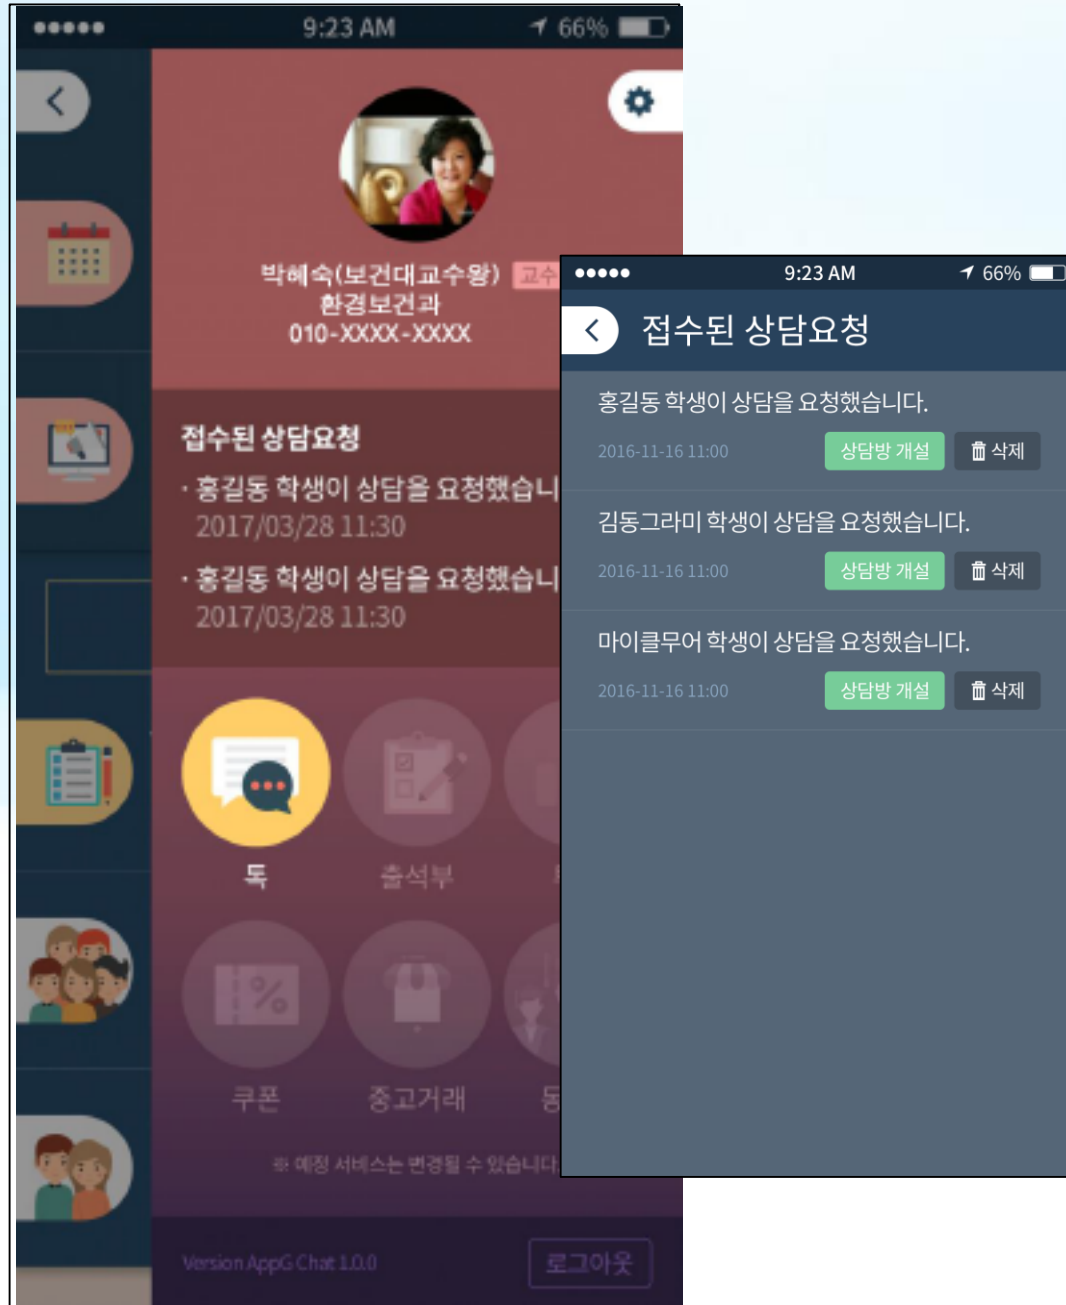 9:23 AM
66%
박혜숙(보건대교수왕) 교수
환경보건과
010-XXXX-XXXX
접수된 상담요청
· 홍길동 학생이 상담을 요청했습니
2017/03/28 11:30
· 홍길동 학생이 상담을 요청했습니
2017/03/28 11:30
톡
출석부
쿠폰
중고거래
동
※ 예정 서비스는 변경될 수 있습니다.
Version AppG Chat 1.0.0
로그아웃
9:23 AM
66%
접수된 상담요청
홍길동 학생이 상담을 요청했습니다.
2016-11-16 11:00 상담방 개설 삭제
김동그라미 학생이 상담을 요청했습니다.
2016-11-16 11:00 상담방 개설 삭제
마이클무어 학생이 상담을 요청했습니다.
2016-11-16 11:00 상담방 개설 삭제